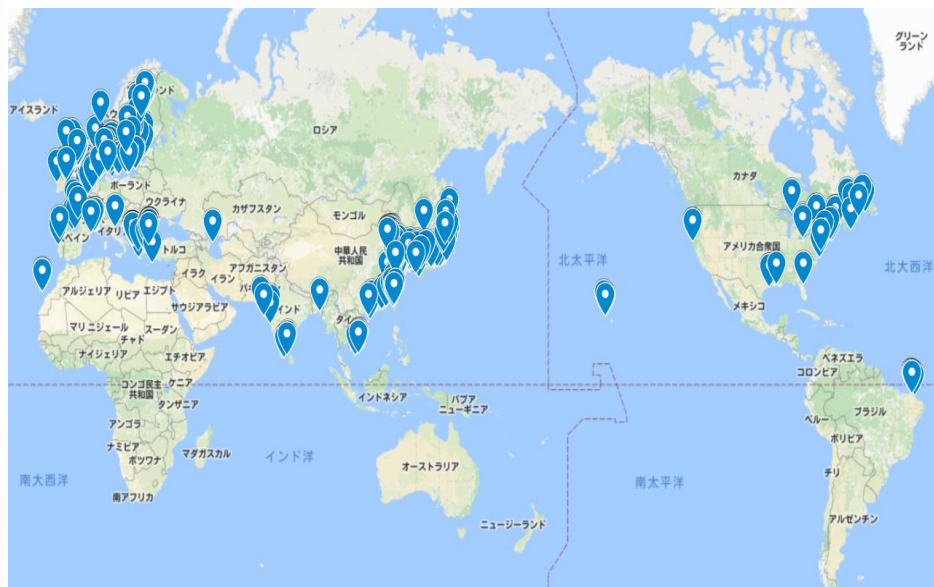 グリーン
ランド
アイスランド
ロシア
カナダ
ポーランド
ウクライナ
カザフスタン
モンゴル
スペイン
イタリ
トルコ
中華人民
共和国
アメリカ合衆国
北太平洋
北大西洋
イラク
アフガニスタン
イラン
アルジェリア
リビア
エジプト
サウジアラビア
インド
メキシコ
マリ
ニジェール
スーダン
チャド
タイ
ナイジェリア
エチオピア
ベネズエラ
コロンビア
コンゴ民主
共和国
ケニア
タンザニア
インドネシア
パプア
ニューギニア
ブラジル
ペルー
アンゴラ
ナミビア
ボツワナ
マダガスカル
ボリビア
インド洋
オーストラリア
チリ
南大西洋
南太平洋
南アフリカ
ニュージーランド
アルゼンチン